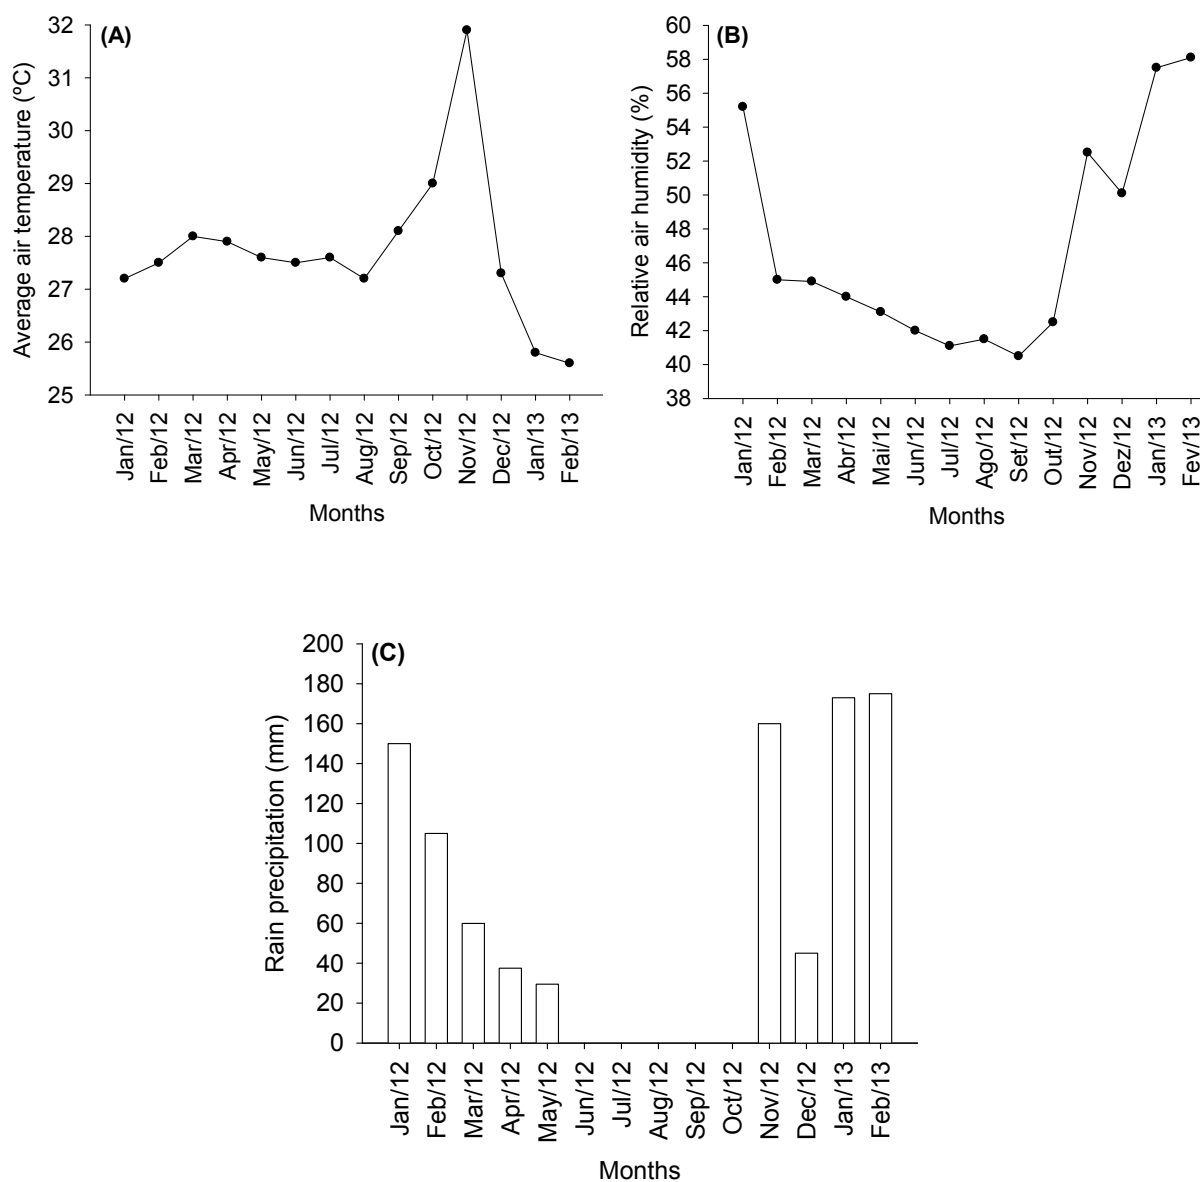 (A)
Average air temperature (ºC)
32
31
30
29
28
27
26
25
Jan/12
Feb/12
Mar/12
Apr/12
May/12
Jun/12
Jul/12
Aug/12
Sep/12
Oct/12
Nov/12
Dec/12
Jan/13
Feb/13
Months
(B)
Relative air humidity (%)
60
58
56
54
52
50
48
46
44
42
40
38
Jan/12
Feb/12
Mar/12
Abr/12
Mai/12
Jun/12
Jul/12
Ago/12
Set/12
Out/12
Nov/12
Dez/12
Jan/13
Fev/13
Months
(C)
Rain precipitation (mm)
200
180
160
140
120
100
80
60
40
20
0
Jan/12
Feb/12
Mar/12
Apr/12
May/12
Jun/12
Jul/12
Aug/12
Sep/12
Oct/12
Nov/12
Dec/12
Jan/13
Feb/13
Months